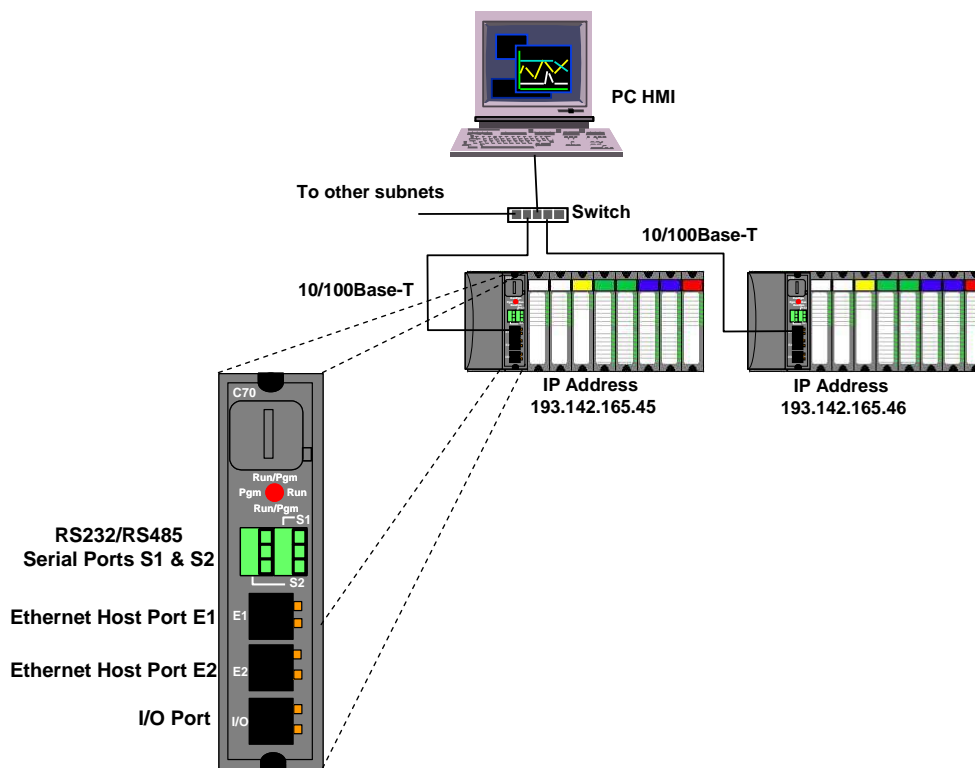 PC HMI
To other subnets
Switch
10/100Base-T
10/100Base-T
IP Address
193.142.165.45
IP Address
193.142.165.46
C70
Run/Pgm
Pgm
Run
Run/Pgm
S1
RS232/RS485
Serial Ports S1 & S2
S2
Ethernet Host Port E1
E1
Ethernet Host Port E2
E2
I/O Port
I/O